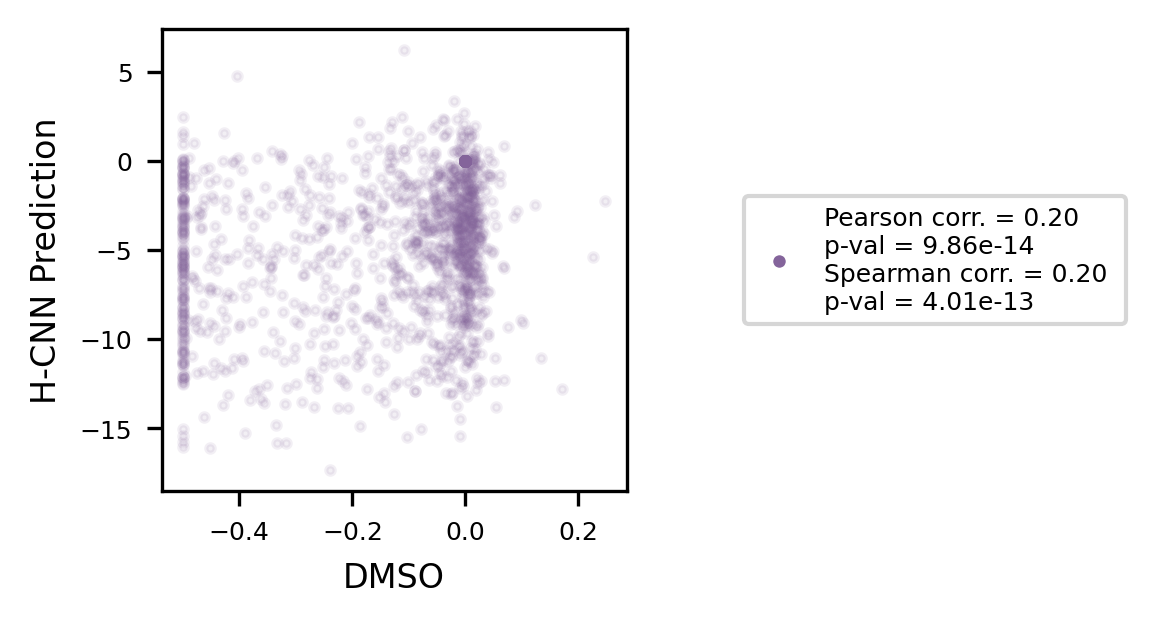 5
0
−5
−10
−15
H-CNN Prediction
−0.4
−0.2
0.0
0.2
DMSO
Pearson corr. = 0.20
p-val = 9.86e-14
Spearman corr. = 0.20
p-val = 4.01e-13